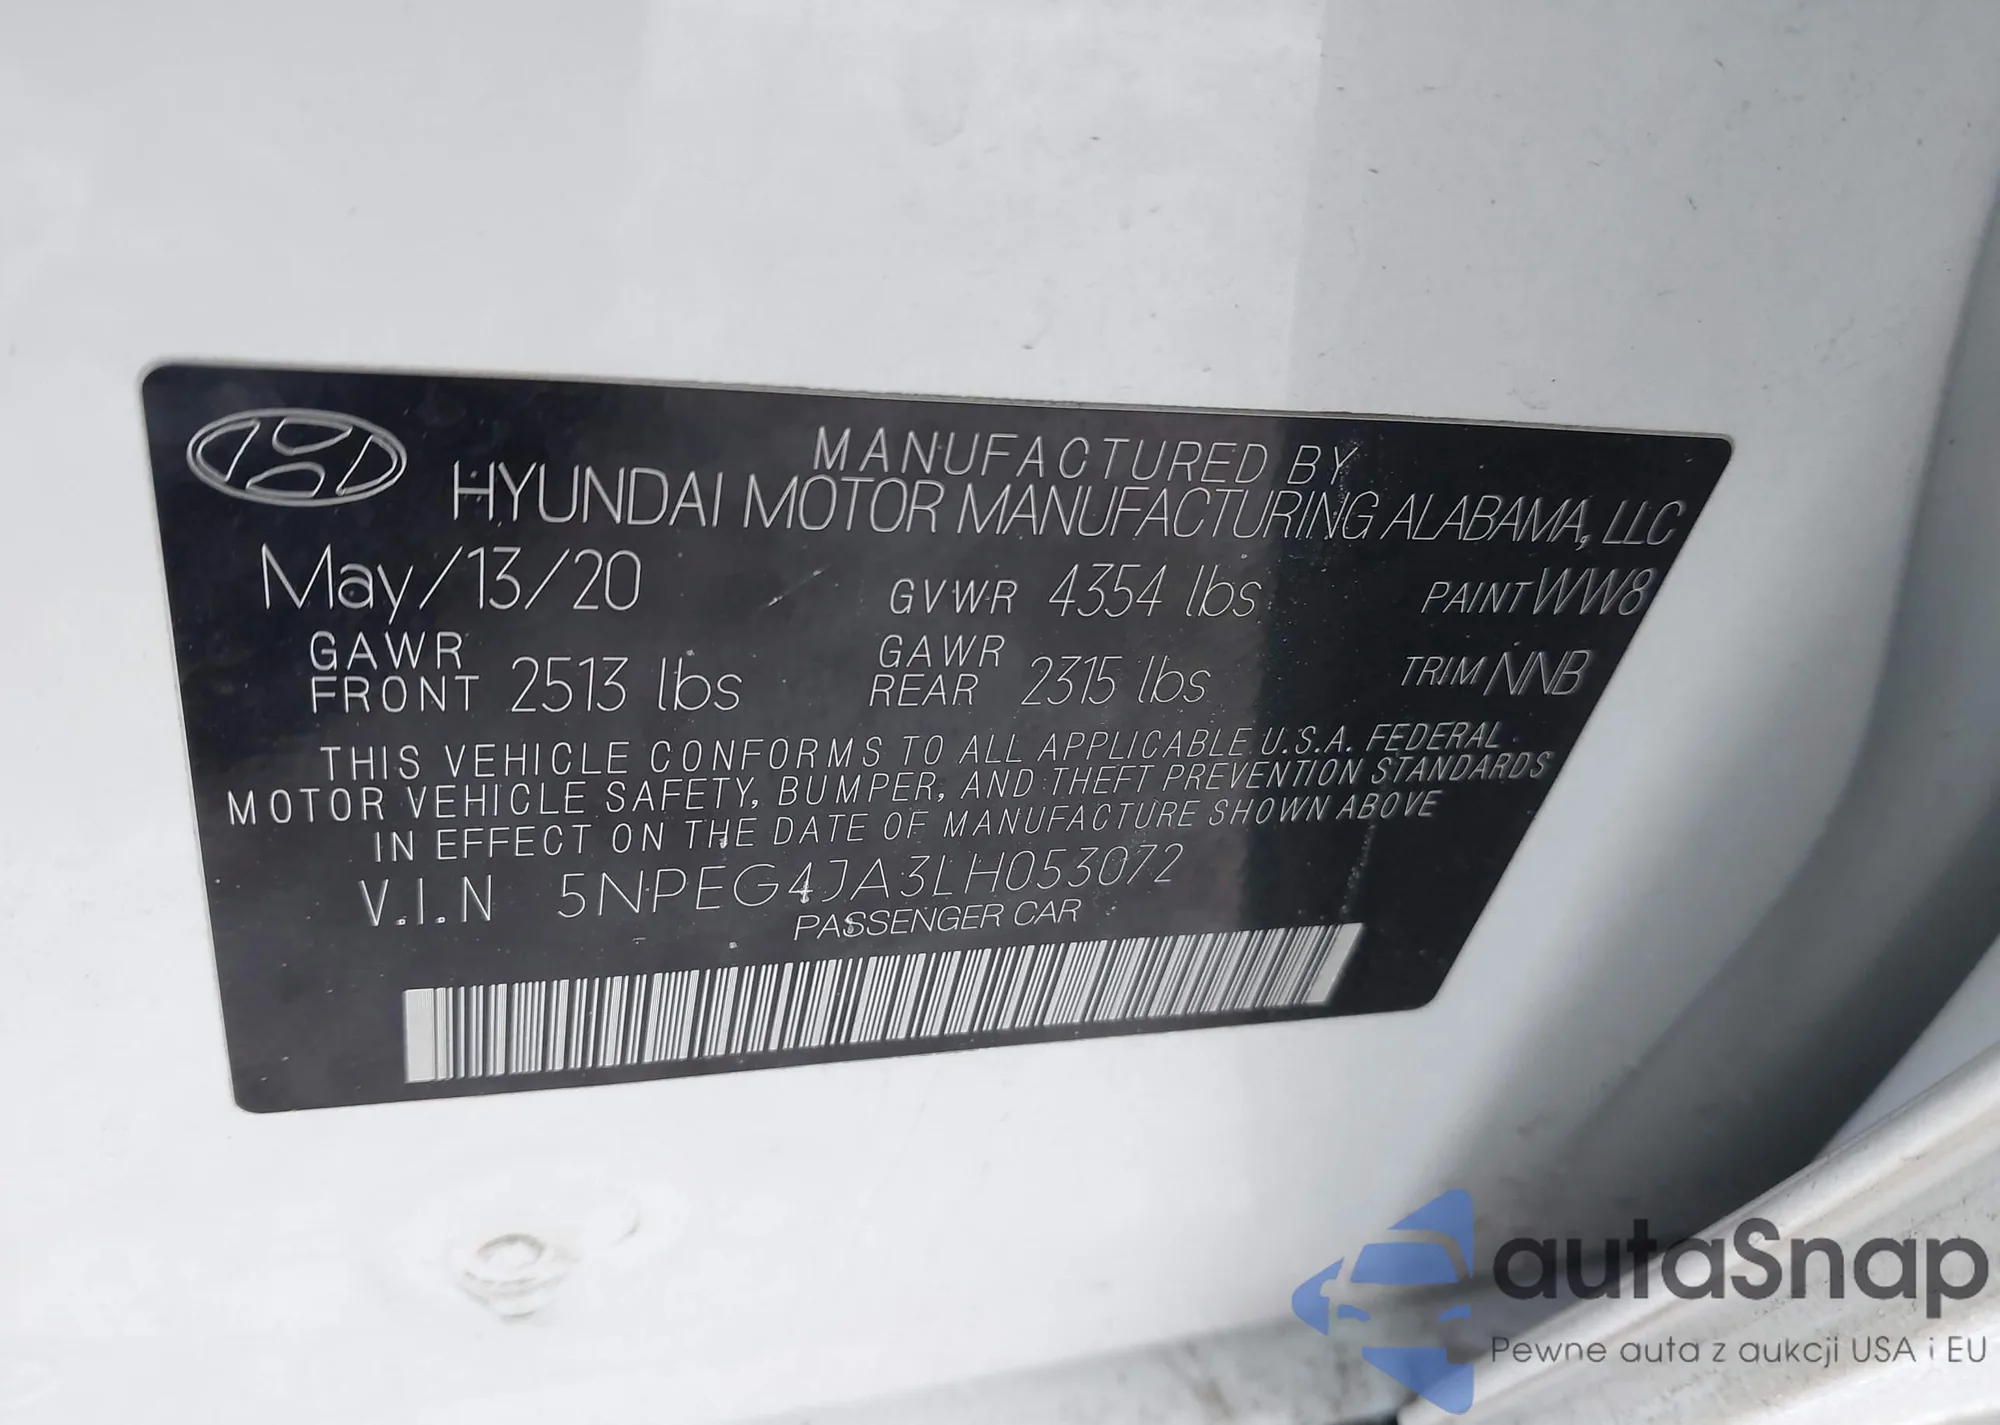 MANUFACTURED BY
HYUNDAI MOTOR MANUFACTURING ALABAMA, LLC
May/13/20 GVWR 4354 lbs PAINT WW8
GAWR FRONT 2513 lbs GAWR REAR 2315 lbs TRIM NNB
THIS VEHICLE CONFORMS TO ALL APPLICABLE U.S.A. FEDERAL
MOTOR VEHICLE SAFETY, BUMPER, AND THEFT PREVENTION STANDARDS
IN EFFECT ON THE DATE OF MANUFACTURE SHOWN ABOVE
V.I.N 5NPEG4JA3LH053072
PASSENGER CAR
autaSnap
Pewne auta z aukcji USA i EU